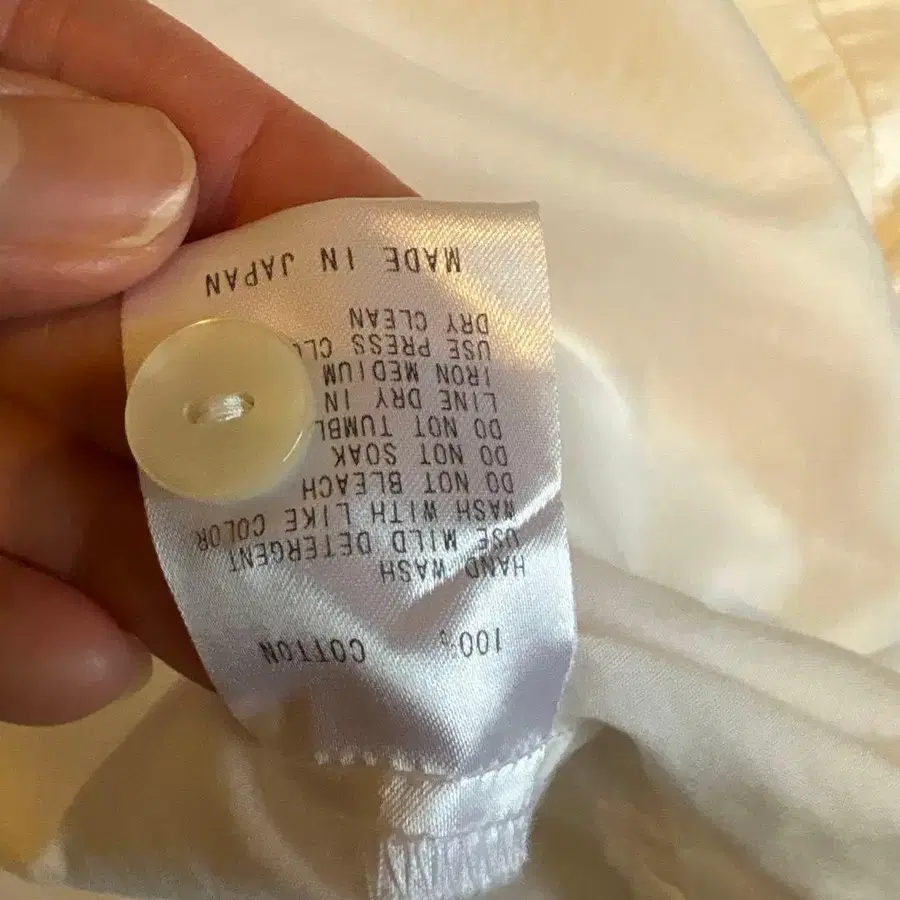 100% COTTON
HAND WASH
USE MILD DETERGENT
WASH WITH LIKE COLOR
DO NOT BLEACH
DO NOT SOAK
DO NOT
LINE DRY IN
IRON MEDIUM
USE PRESS
DRY CLEAN
MADE IN JAPAN